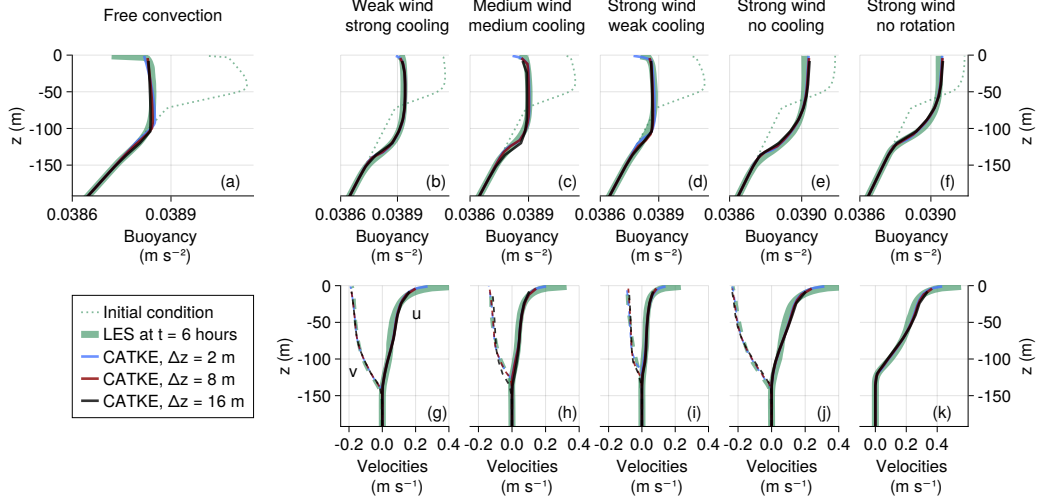 Free convection
Weak wind
strong cooling
Medium wind
medium cooling
Strong wind
weak cooling
Strong wind
no cooling
Strong wind
no rotation
z (m)
0
-50
-100
-150
(a)
(b)
(c)
(d)
(e)
(f)
0
-50
-100
-150
z (m)
0.0386
0.0389
0.0386
0.0389
0.0386
0.0389
0.0386
0.0389
0.0386
0.0390
0.0386
0.0390
Buoyancy
(m s⁻²)
Buoyancy
(m s⁻²)
Buoyancy
(m s⁻²)
Buoyancy
(m s⁻²)
Buoyancy
(m s⁻²)
Buoyancy
(m s⁻²)
Initial condition
LES at t = 6 hours
CATKE, Δz = 2 m
CATKE, Δz = 8 m
CATKE, Δz = 16 m
z (m)
0
-50
-100
-150
u
v
(g)
(h)
(i)
(j)
(k)
0
-50
-100
-150
z (m)
-0.2
0.0
0.2
0.4
-0.2
0.0
0.2
0.4
-0.2
0.0
0.2
0.4
-0.2
0.0
0.2
0.4
0.0
0.2
0.4
Velocities
(m s⁻¹)
Velocities
(m s⁻¹)
Velocities
(m s⁻¹)
Velocities
(m s⁻¹)
Velocities
(m s⁻¹)